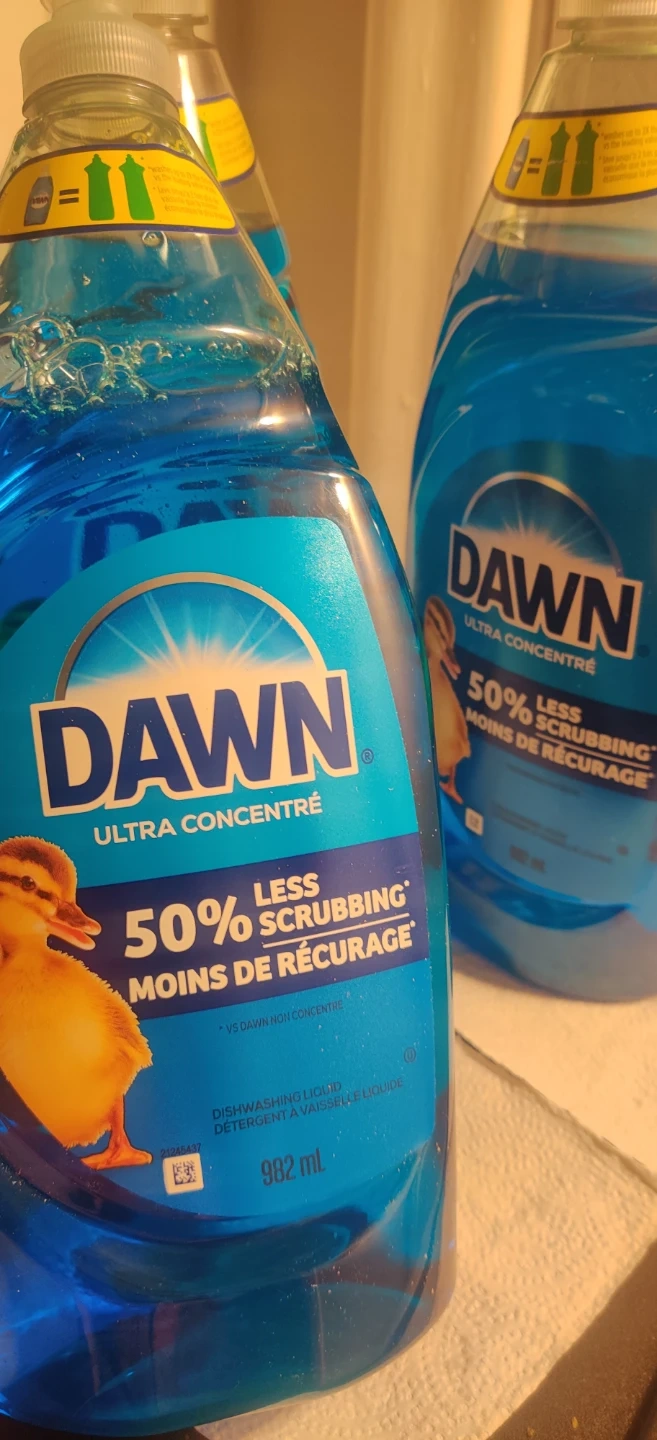 =
DAWN
ULTRA CONCENTRÉ
50% LESS
SCRUBBING*
MOINS DE RÉCURAGE*
* VS DAWN NON CONCENTRÉ
DISHWASHING LIQUID
DÉTERGENT À VAISSELLE LIQUIDE
21248437
982 mL
=
DAWN
ULTRA CONCENTRÉ
50% LESS
SCRUBBING*
MOINS DE RÉCURAGE*